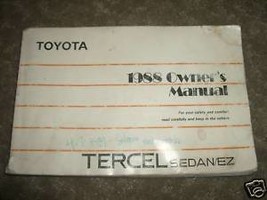 TOYOTA
1988 Owner's
Manual
For your safety and comfort
read carefully and keep in the vehicle
TERCEL SEDAN/EZ